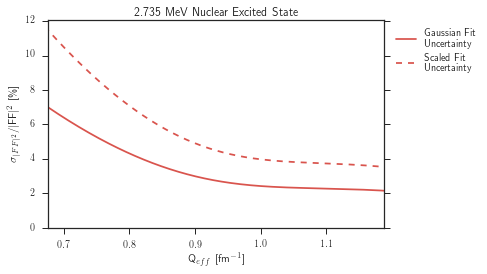 2.735 MeV Nuclear Excited State
12
10
8
6
4
2
0
σ|FF|²/|FF|² [%]
0.7 0.8 0.9 1.0 1.1
Q_eff [fm⁻¹]
Gaussian Fit
Uncertainty
Scaled Fit
Uncertainty